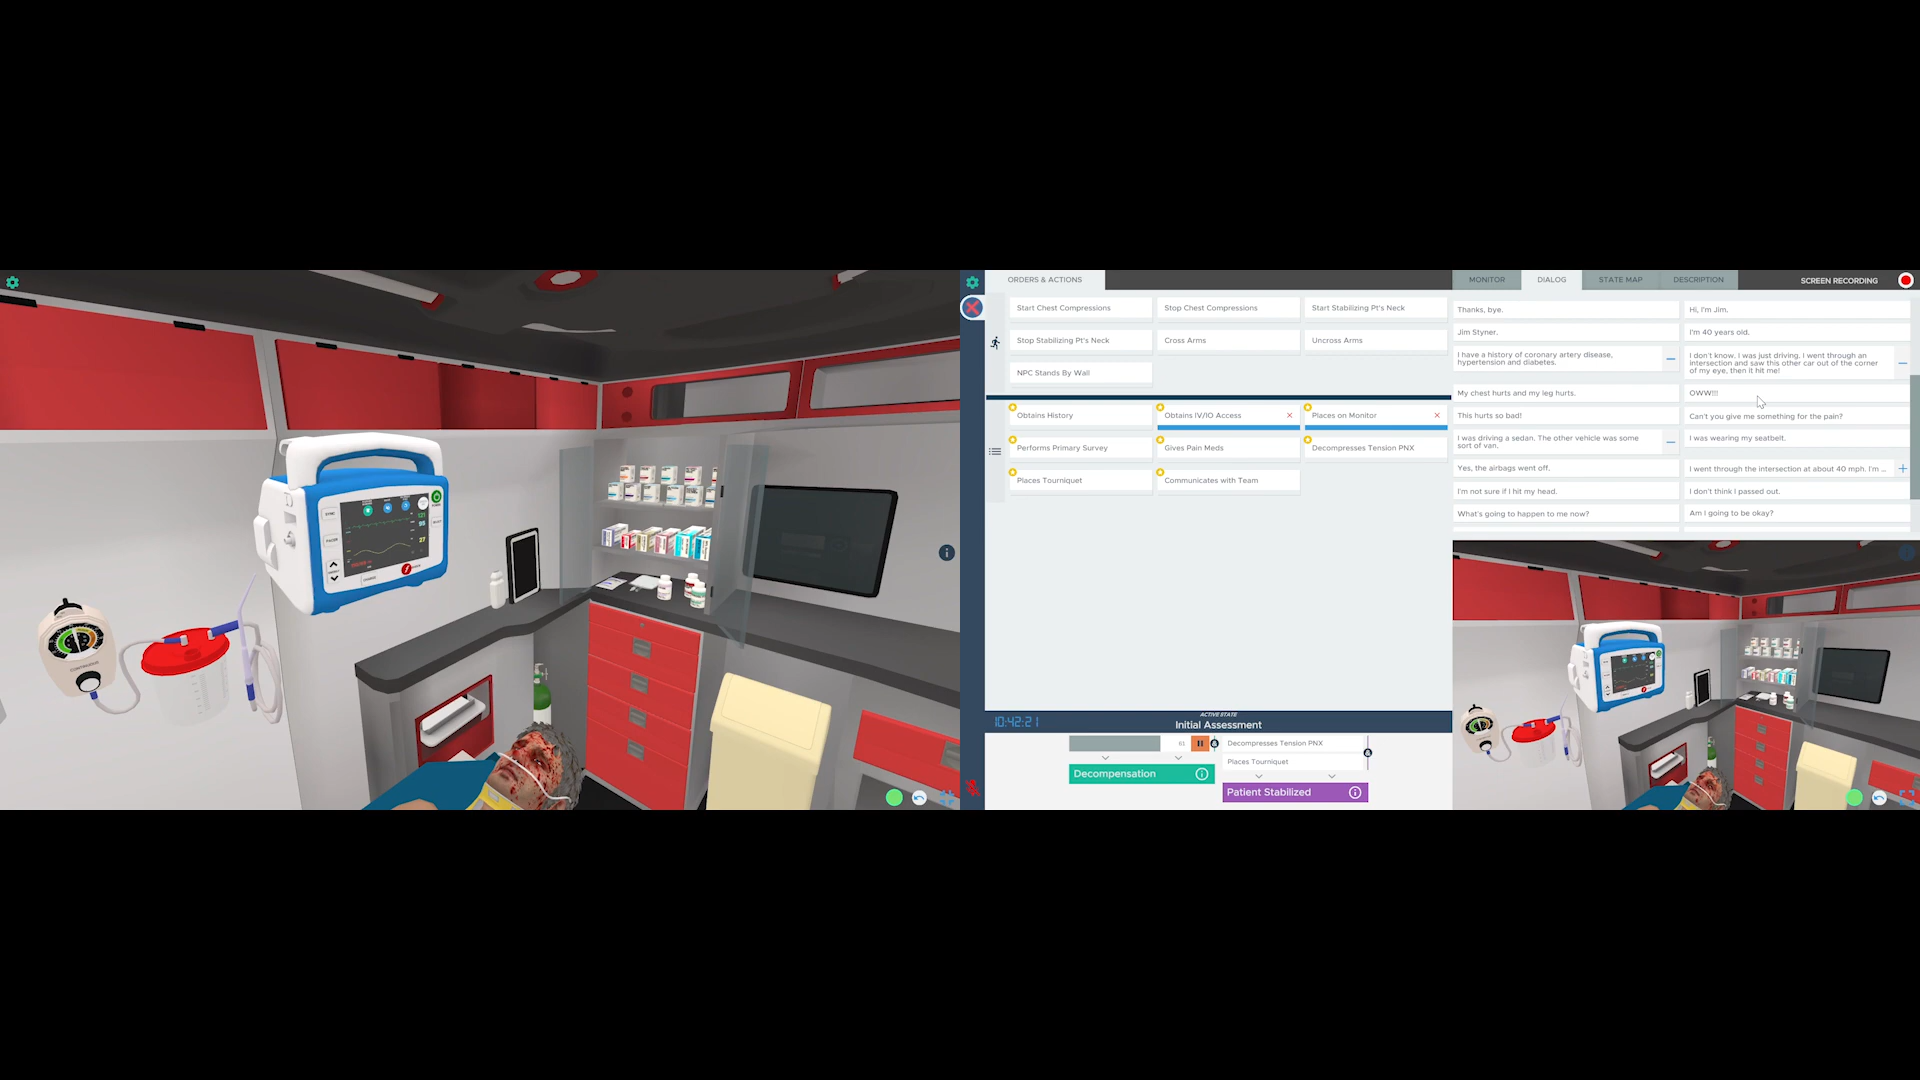 ORDERS & ACTIONS
MONITOR
DIALOG
STATE MAP
DESCRIPTION
SCREEN RECORDING
Start Chest Compressions
Stop Chest Compressions
Start Stabilizing Pt's Neck
Stop Stabilizing Pt's Neck
Cross Arms
Uncross Arms
NPC Stands By Wall
Obtains History
Obtains IV/IO Access
Places on Monitor
Performs Primary Survey
Gives Pain Meds
Decompresses Tension PNX
Places Tourniquet
Communicates with Team
Thanks, bye.
Hi, I'm Jim.
Jim Styner.
I'm 40 years old.
I have a history of coronary artery disease,
hypertension and diabetes.
I don't know. I was just driving. I went through an
intersection and saw this other car out of the corner
of my eye, then it hit me!
My chest hurts and my leg hurts.
OWW!!!
This hurts so bad!
Can't you give me something for the pain?
I was driving a sedan. The other vehicle was some
sort of van.
I was wearing my seatbelt.
Yes, the airbags went off.
I went through the intersection at about 40 mph. I'm ...
I'm not sure if I hit my head.
I don't think I passed out.
What's going to happen to me now?
Am I going to be okay?
10:42:21
ACTIVE STATE
Initial Assessment
61
Decompresses Tension PNX
Places Tourniquet
Decompensation
Patient Stabilized
SYNC
PACER
121
95
27
CONTINUOUS